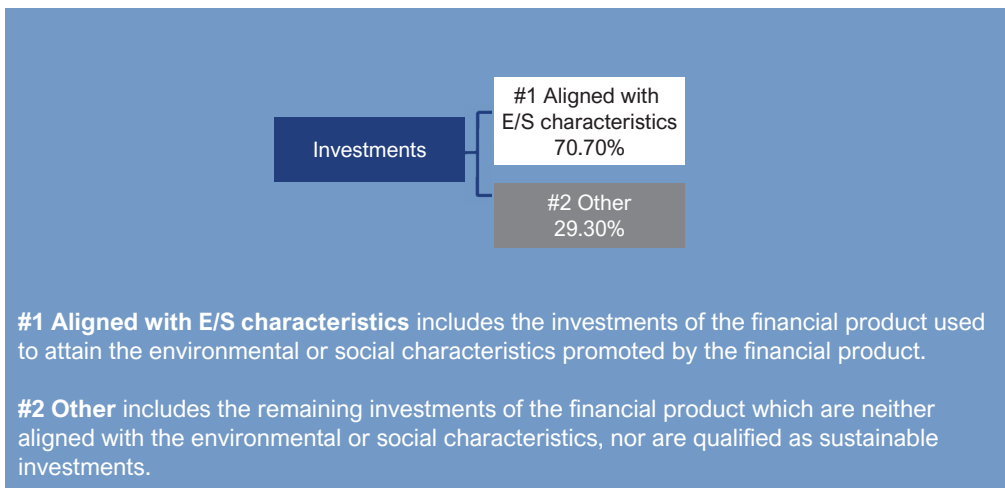 Investments
#1 Aligned with
E/S characteristics
70.70%
#2 Other
29.30%
#1 Aligned with E/S characteristics includes the investments of the financial product used
to attain the environmental or social characteristics promoted by the financial product.
#2 Other includes the remaining investments of the financial product which are neither
aligned with the environmental or social characteristics, nor are qualified as sustainable
investments.